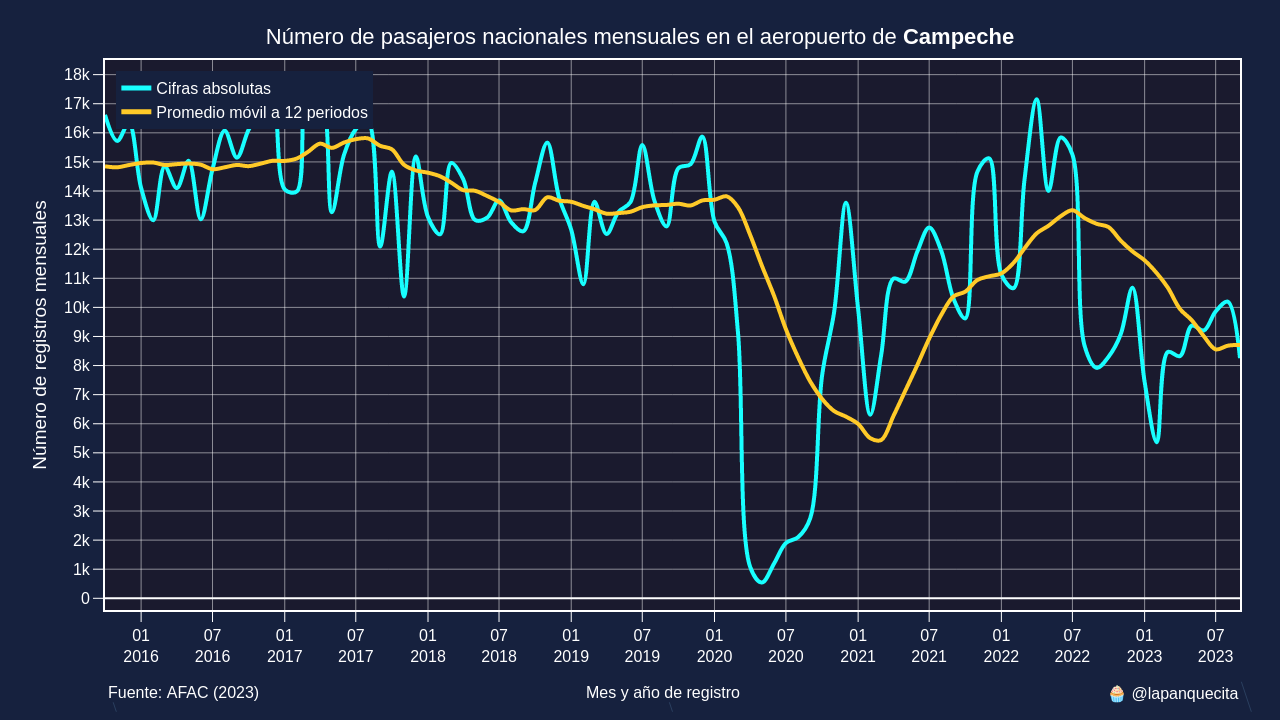 Número de pasajeros nacionales mensuales en el aeropuerto de Campeche
Cifras absolutas
Promedio móvil a 12 periodos
Número de registros mensuales
18k
17k
16k
15k
14k
13k
12k
11k
10k
9k
8k
7k
6k
5k
4k
3k
2k
1k
0
01 07 01 07 01 07 01 07 01 07 01 07 01 07 01 07
2016 2016 2017 2017 2018 2018 2019 2019 2020 2020 2021 2021 2022 2022 2023 2023
Fuente: AFAC (2023) Mes y año de registro 🧁 @lapanquecita